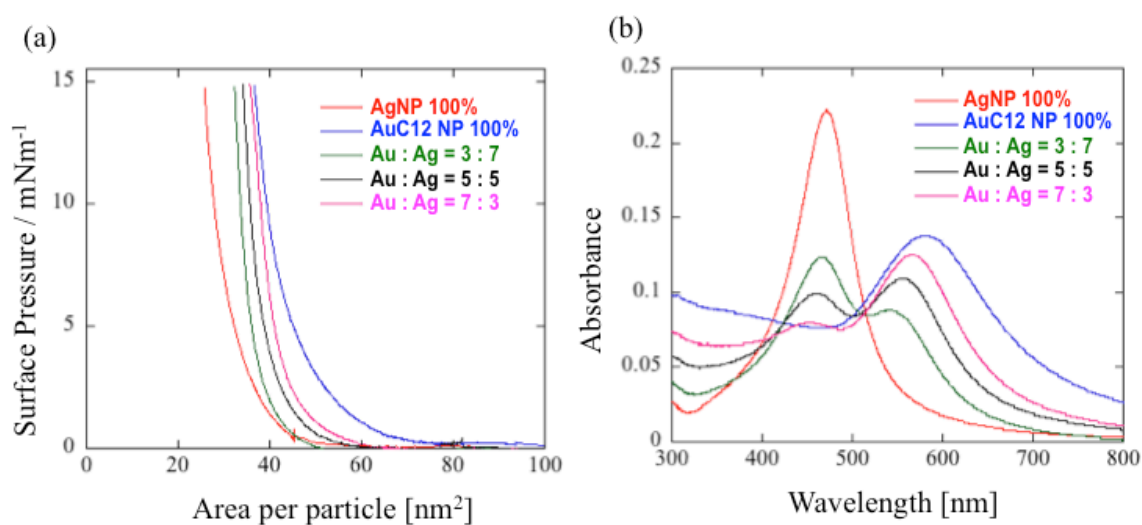 (a)
15
10
5
0
Surface Pressure / mNm-1
AgNP 100%
AuC12 NP 100%
Au : Ag = 3 : 7
Au : Ag = 5 : 5
Au : Ag = 7 : 3
0 20 40 60 80 100
Area per particle [nm2]
(b)
0.25
0.2
0.15
0.1
0.05
0
Absorbance
AgNP 100%
AuC12 NP 100%
Au : Ag = 3 : 7
Au : Ag = 5 : 5
Au : Ag = 7 : 3
300 400 500 600 700 800
Wavelength [nm]